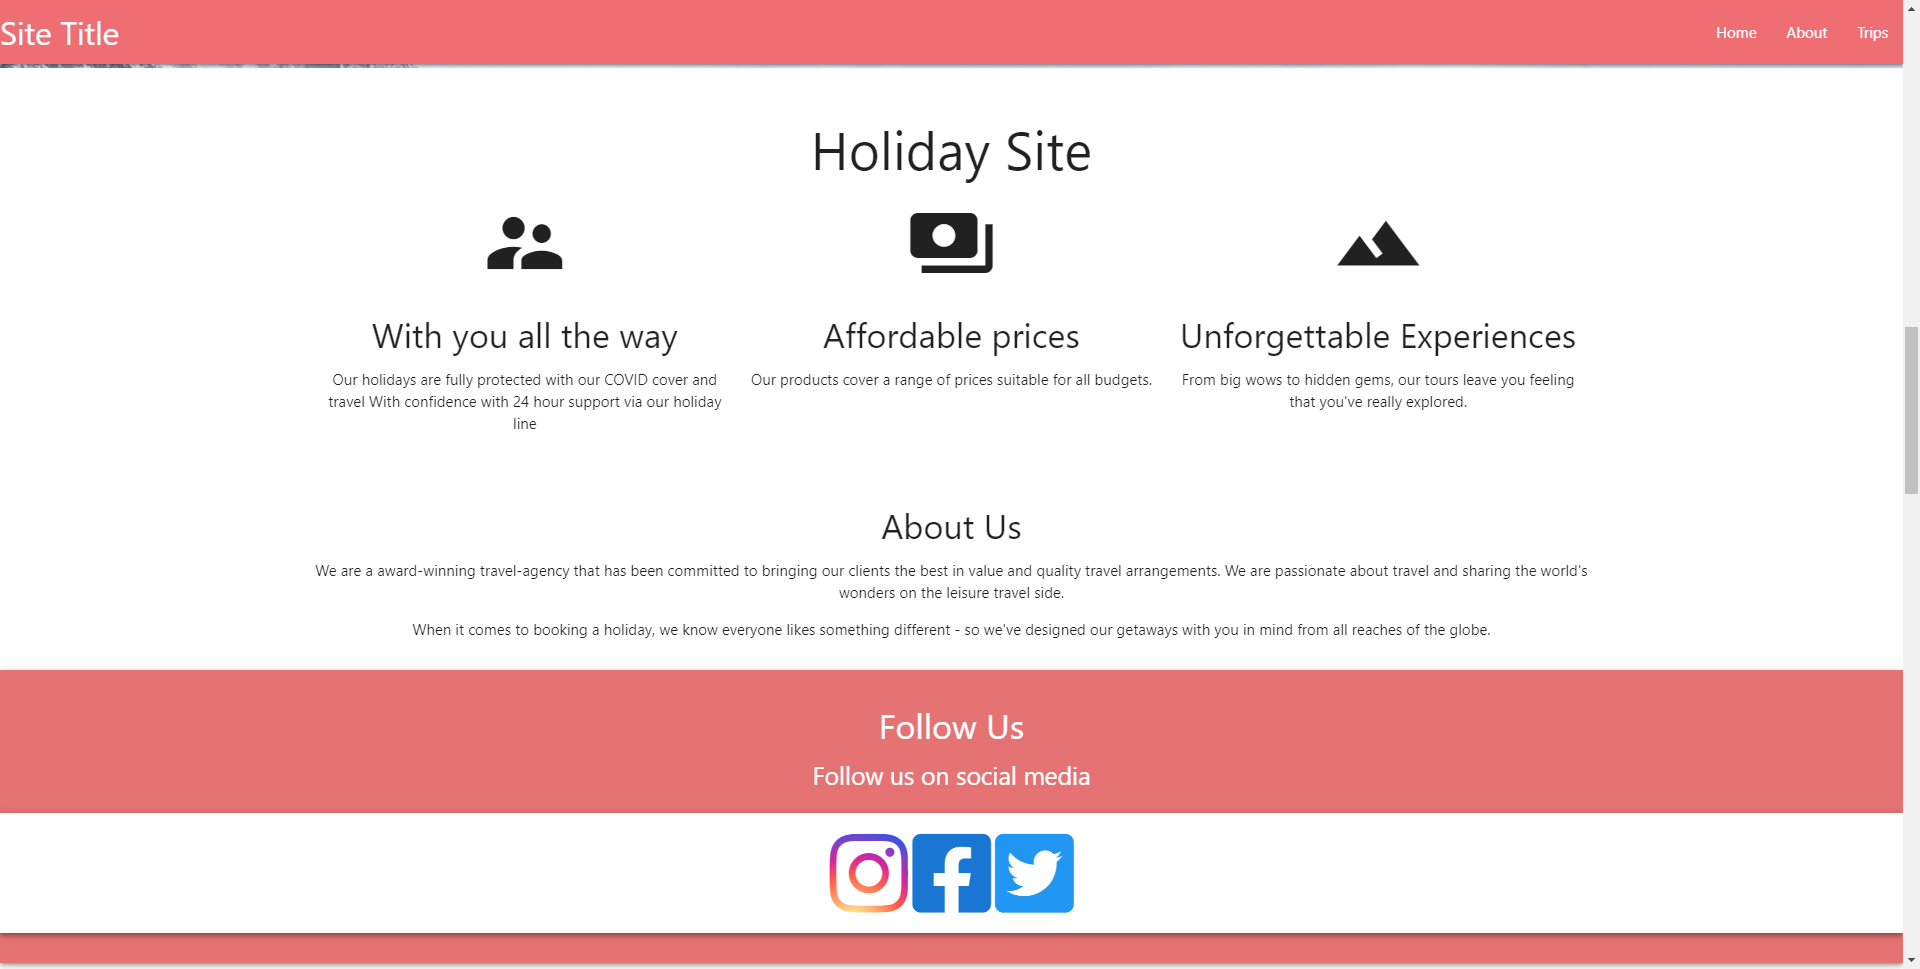 Site Title
Home About Trips
Holiday Site
With you all the way
Our holidays are fully protected with our COVID cover and
travel With confidence with 24 hour support via our holiday
line
Affordable prices
Our products cover a range of prices suitable for all budgets.
Unforgettable Experiences
From big wows to hidden gems, our tours leave you feeling
that you've really explored.
About Us
We are a award-winning travel-agency that has been committed to bringing our clients the best in value and quality travel arrangements. We are passionate about travel and sharing the world's
wonders on the leisure travel side.
When it comes to booking a holiday, we know everyone likes something different - so we've designed our getaways with you in mind from all reaches of the globe.
Follow Us
Follow us on social media